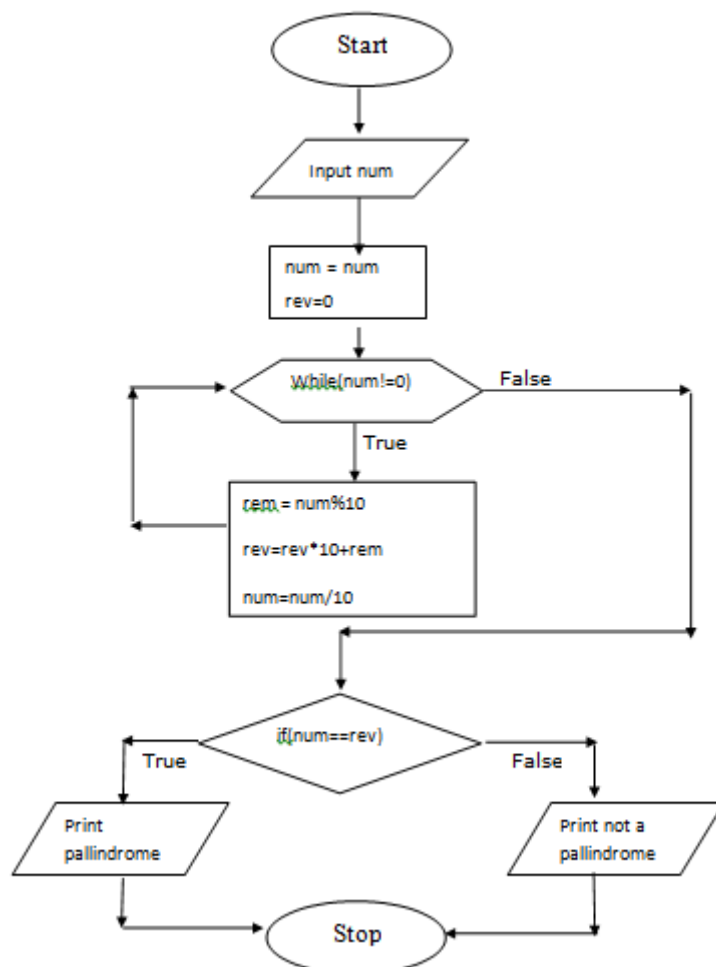 Start
Input num
num = num
rev=0
While(num!=0)
False
True
rem = num%10
rev=rev*10+rem
num=num/10
if(num==rev)
True
False
Print
pallindrome
Print not a
pallindrome
Stop